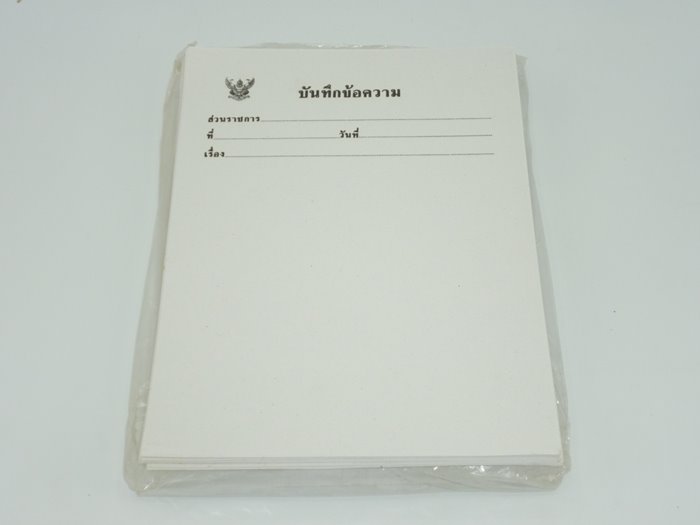 บันทึกข้อความ
ส่วนราชการ
ที่ วันที่
เรื่อง